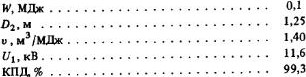 W, МДж . . . . . . . . . . . . . . . . . . . . . . . . . . . . 0,1
D₂, м . . . . . . . . . . . . . . . . . . . . . . . . . . . . . 1,25
υ, м³/МДж . . . . . . . . . . . . . . . . . . . . . . . . . . 1,40
U₁, кВ . . . . . . . . . . . . . . . . . . . . . . . . . . . . 11,6
КПД, % . . . . . . . . . . . . . . . . . . . . . . . . . . . . 99,3